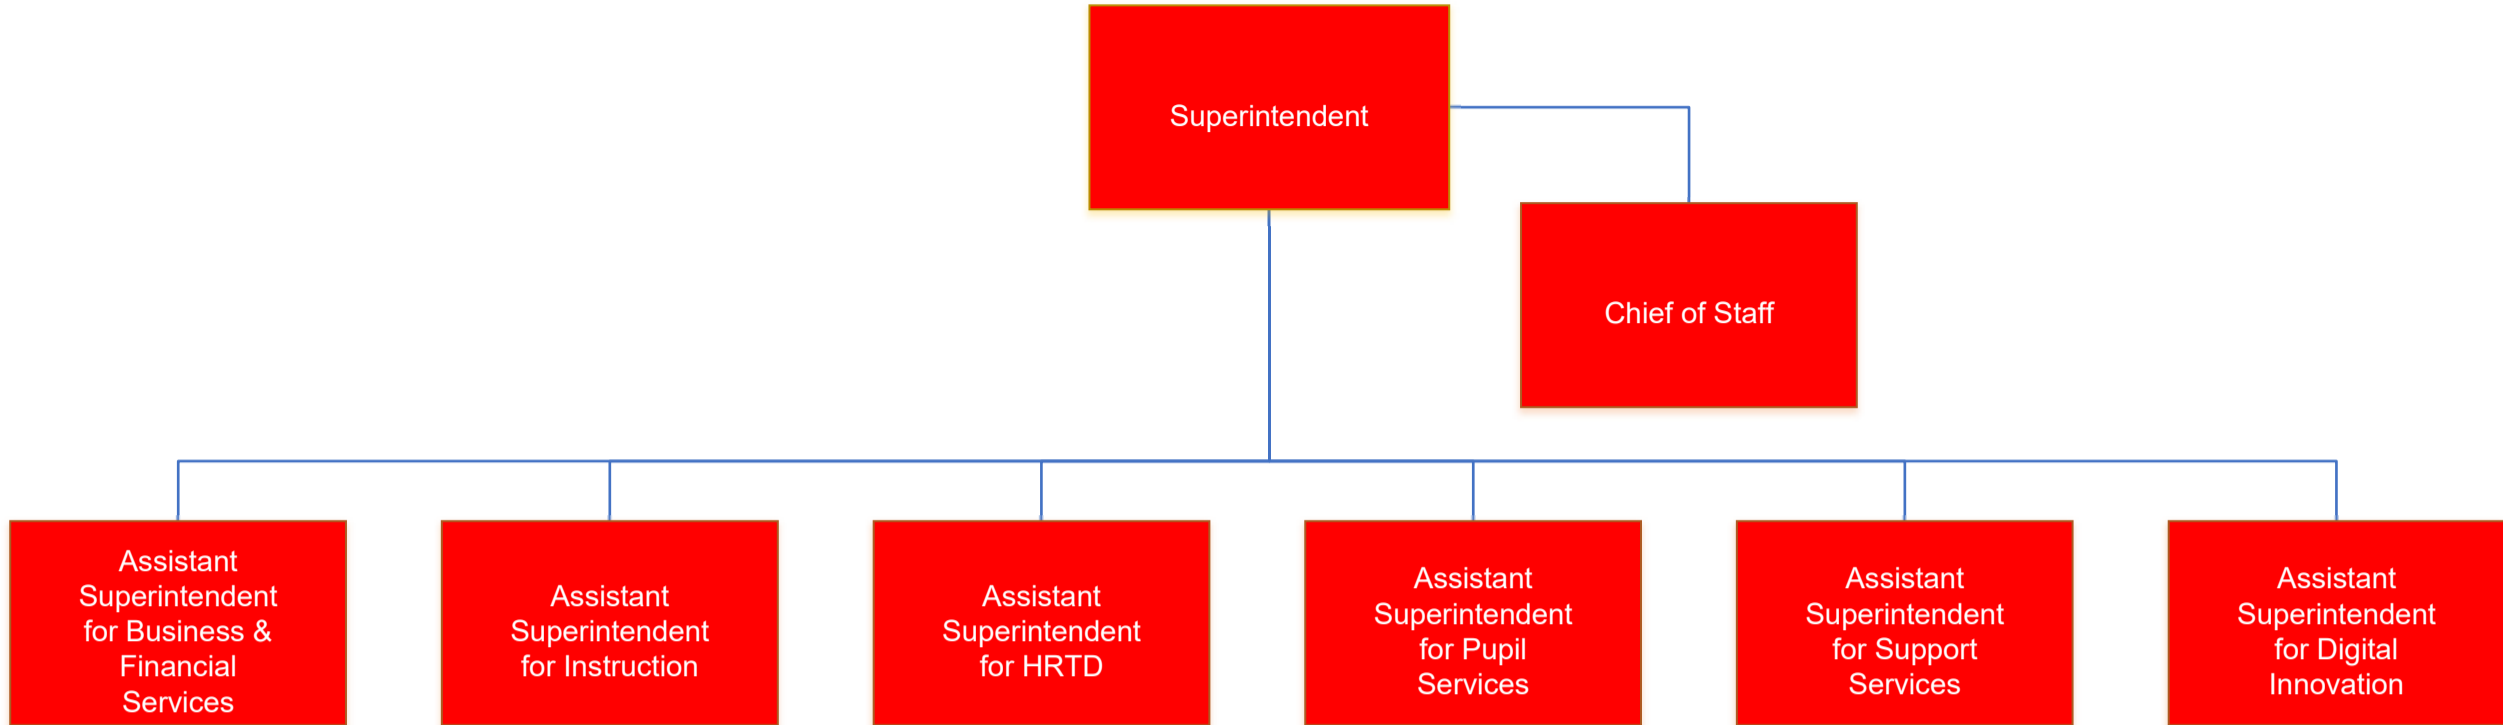 Superintendent
Chief of Staff
Assistant
Superintendent
for Business &
Financial
Services
Assistant
Superintendent
for Instruction
Assistant
Superintendent
for HRTD
Assistant
Superintendent
for Pupil
Services
Assistant
Superintendent
for Support
Services
Assistant
Superintendent
for Digital
Innovation